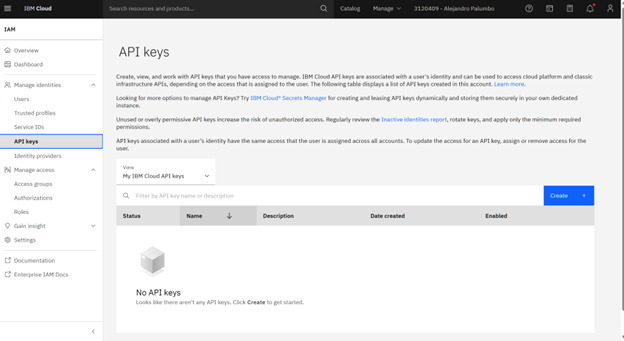 IBM Cloud
Search resources and products...
Catalog
Manage
3120409 - Alejandro Palumbo
IAM
Overview
Dashboard
Manage identities
Users
Trusted profiles
Service IDs
API keys
Identity providers
Manage access
Access groups
Authorizations
Roles
Gain insight
Settings
Documentation
Enterprise IAM Docs
API keys
Create, view, and work with API keys that you have access to manage. IBM Cloud API keys are associated with a user's identity and can be used to access cloud platform and classic
infrastructure APIs, depending on the access that is assigned to the user. The following table displays a list of API keys created in this account. Learn more.
Looking for more options to manage API Keys? Try IBM Cloud® Secrets Manager for creating and leasing API keys dynamically and storing them securely in your own dedicated
instance.
Unused or overly permissive API keys increase the risk of unauthorized access. Regularly review the Inactive identities report, rotate keys, and apply only the minimum required
permissions.
API keys associated with a user's identity have the same access that the user is assigned across all accounts. To update the access for an API key, assign or remove access for the
user.
View
My IBM Cloud API keys
Filter by API key name or description
Create +
Status
Name
Description
Date created
Enabled
No API keys
Looks like there aren't any API keys. Click Create to get started.